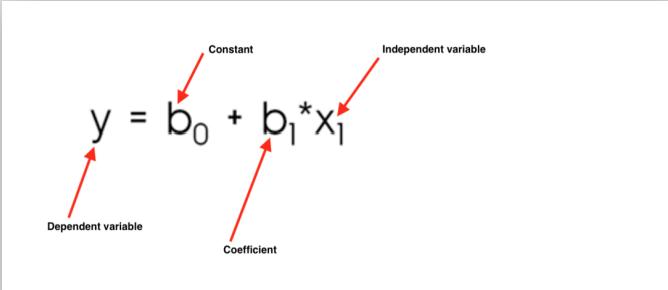 Constant
Independent variable
y = b₀ + b₁*x₁
Dependent variable
Coefficient